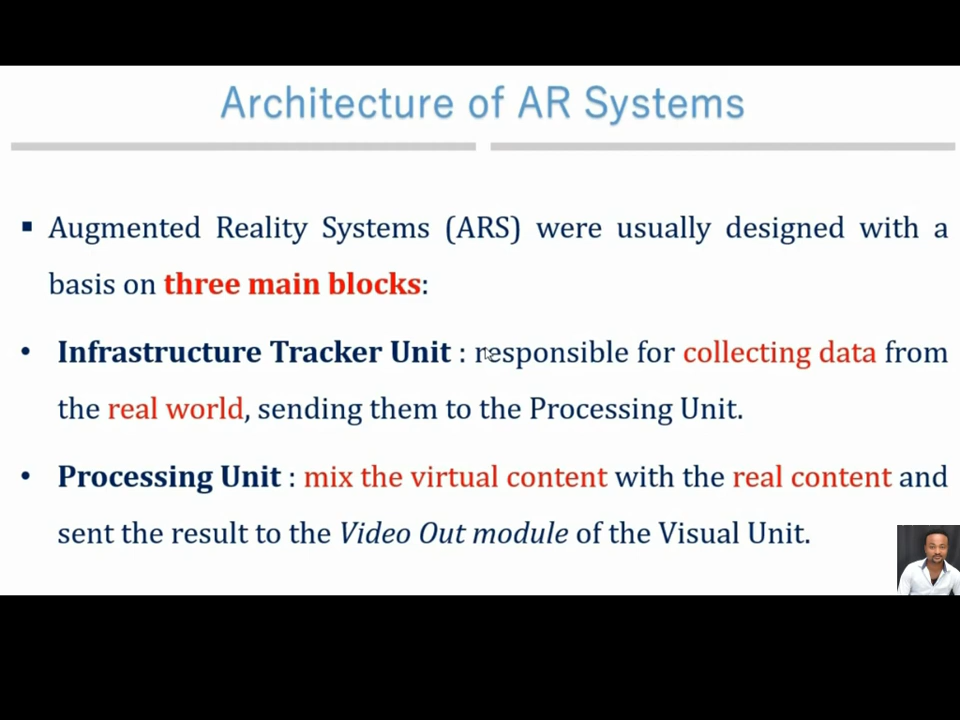 Architecture of AR Systems
▪ Augmented Reality Systems (ARS) were usually designed with a
basis on three main blocks:
• Infrastructure Tracker Unit : responsible for collecting data from
the real world, sending them to the Processing Unit.
• Processing Unit : mix the virtual content with the real content and
sent the result to the Video Out module of the Visual Unit.